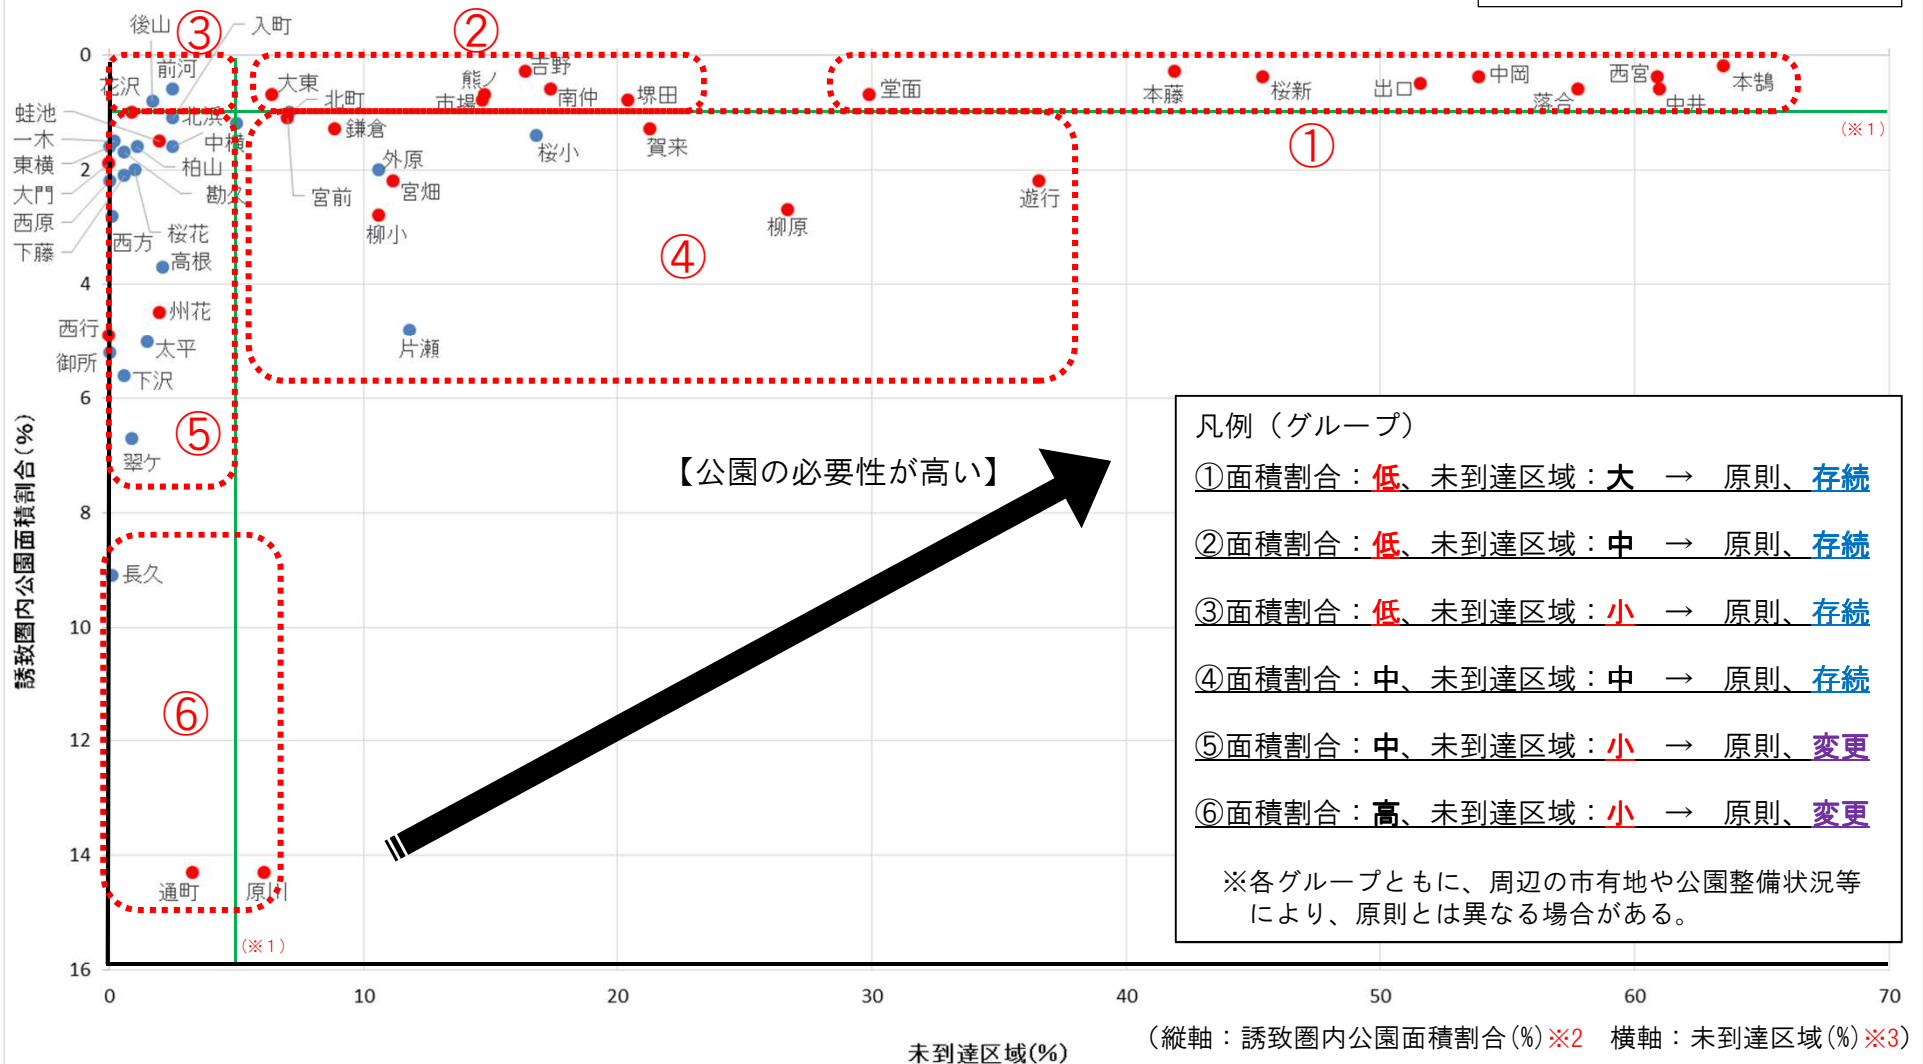 ③
②
後山
入町
0
前河
花沢
大東
北町
熊ノ
市場
吉野
南仲
堺田
堂面
本藤
桜新
出口
中岡
落合
西宮
中井
本鵠
(※1)
①
蛙池
北浜
一木
中横
東横
柏山
大門
勘久
西原
下藤
西方
桜花
鎌倉
宮前
外原
宮畑
柳小
桜小
賀来
柳原
遊行
④
2
高根
4
州花
西行
太平
御所
下沢
片瀬
6
⑤
翠ケ
8
長久
10
⑥
12
14
通町
原川
(※1)
16
誘致圏内公園面積割合(%)
【公園の必要性が高い】
凡例(グループ)
①面積割合:低、未到達区域:大 → 原則、存続
②面積割合:低、未到達区域:中 → 原則、存続
③面積割合:低、未到達区域:小 → 原則、存続
④面積割合:中、未到達区域:中 → 原則、存続
⑤面積割合:中、未到達区域:小 → 原則、変更
⑥面積割合:高、未到達区域:小 → 原則、変更
※各グループともに、周辺の市有地や公園整備状況等
により、原則とは異なる場合がある。
0 10 20 30 40 50 60 70
未到達区域(%)
(縦軸:誘致圏内公園面積割合(%)※2 横軸:未到達区域(%)※3)